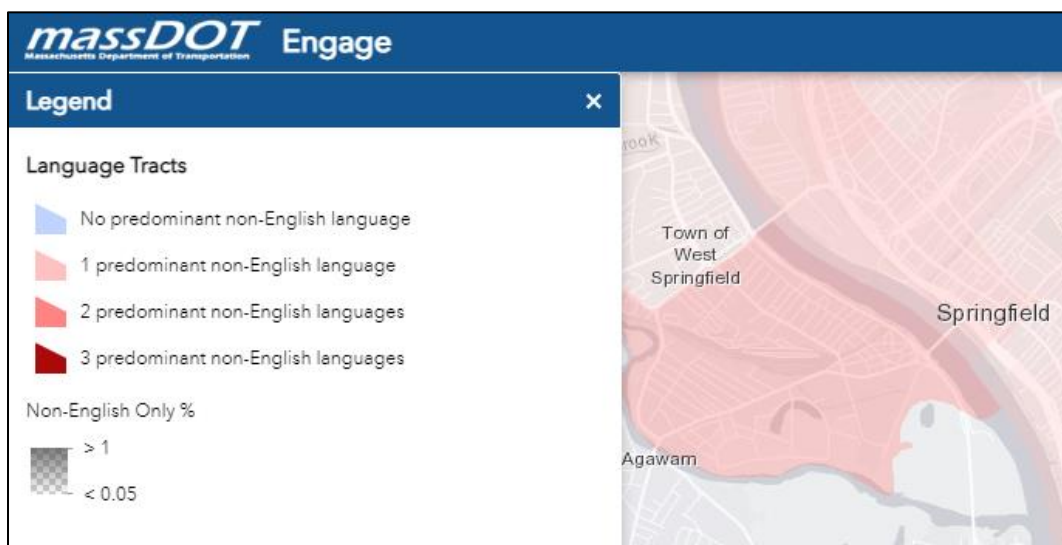 massDOT Engage
Massachusetts Department of Transportation
Legend ×
Language Tracts
No predominant non-English language
1 predominant non-English language
2 predominant non-English languages
3 predominant non-English languages
Non-English Only %
> 1
< 0.05
Town of
West
Springfield
Springfield
Agawam